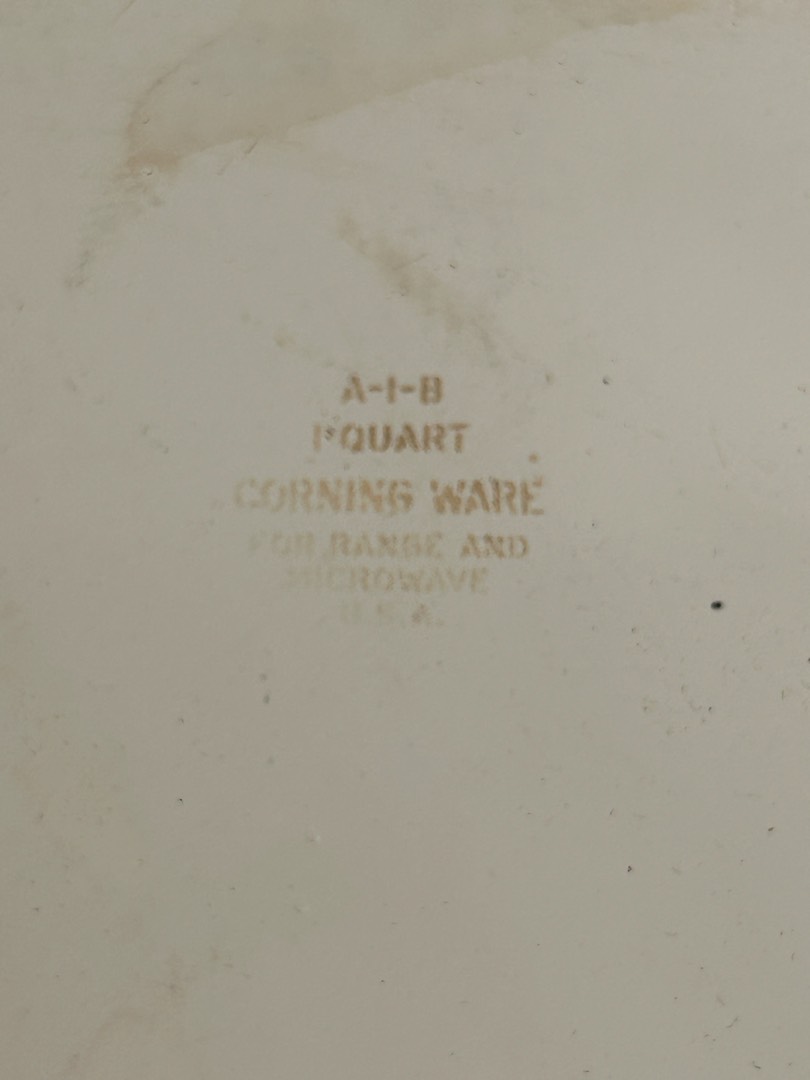 A-1-B
1 QUART
CORNING WARE
FOR RANGE AND
MICROWAVE
U.S.A.